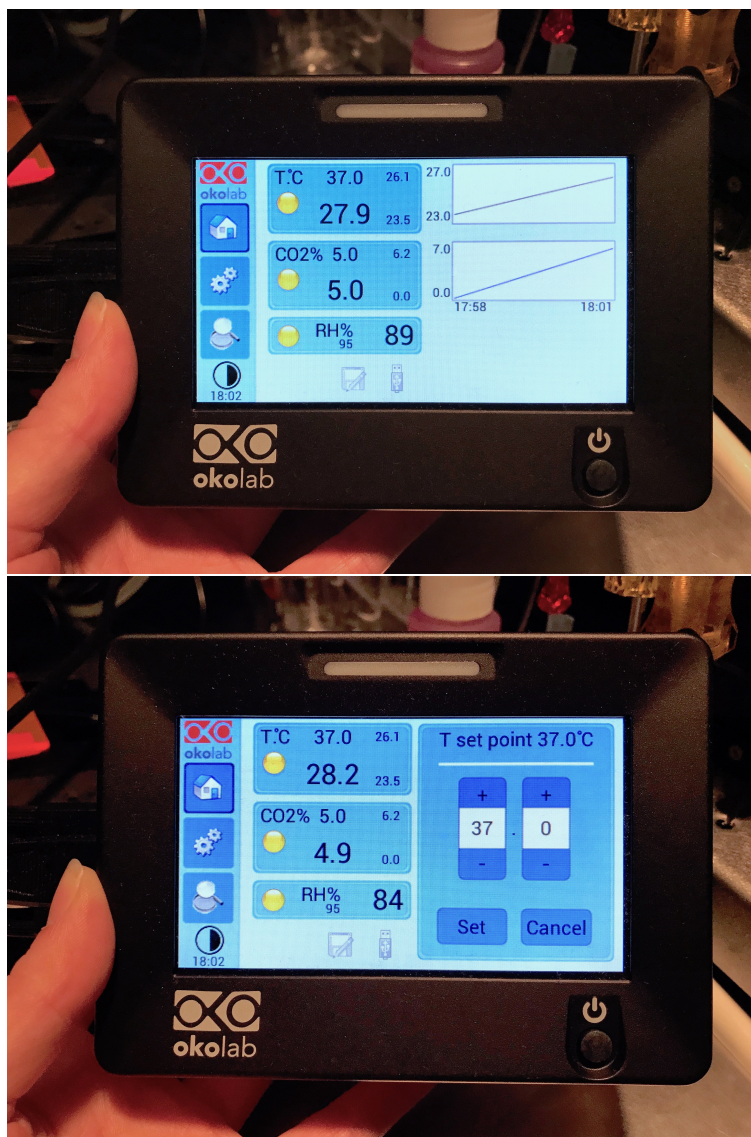 okolab
T.°C 37.0 26.1
27.9 23.5
CO2% 5.0 6.2
5.0 0.0
RH% 89
95
18:02
27.0
23.0
7.0
0.0
17:58 18:01
okolab
okolab
T.°C 37.0 26.1
28.2 23.5
CO2% 5.0 6.2
4.9 0.0
RH% 84
95
18:02
T set point 37.0°C
+ +
37 . 0
- -
Set Cancel
okolab